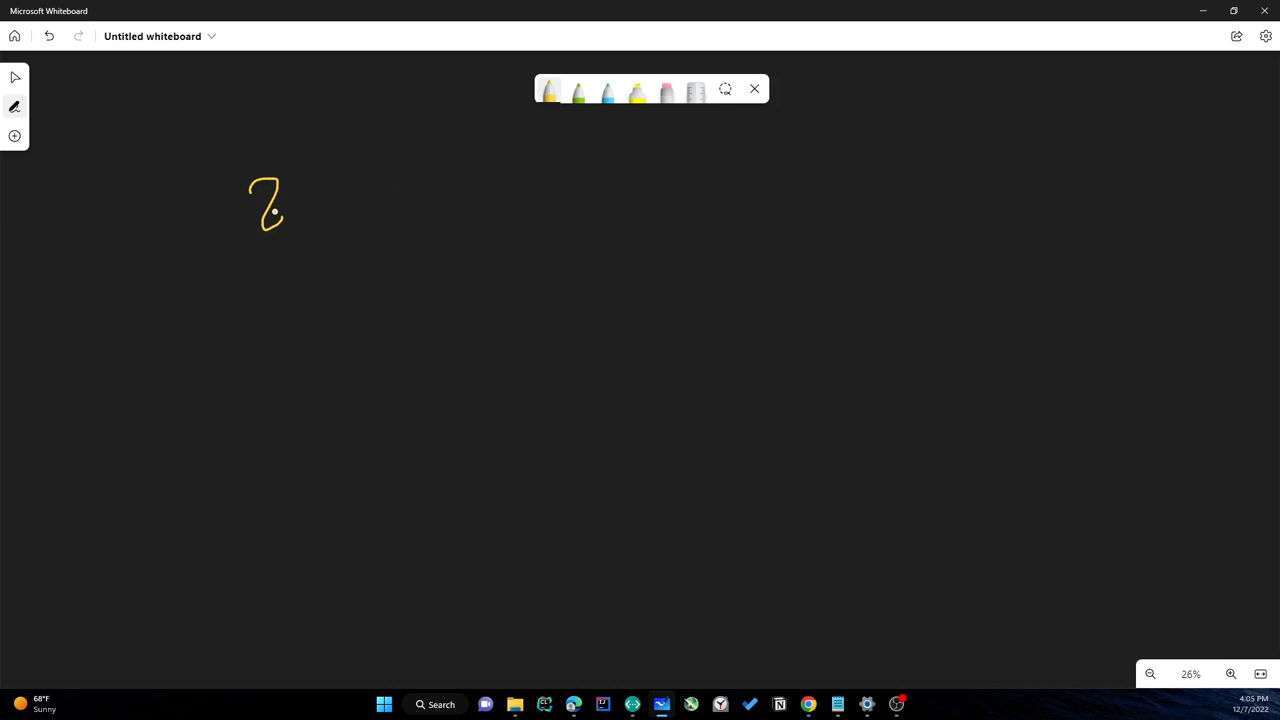 Microsoft Whiteboard
Untitled whiteboard
26%
68°F
Sunny
Search
4:05 PM
12/7/2022